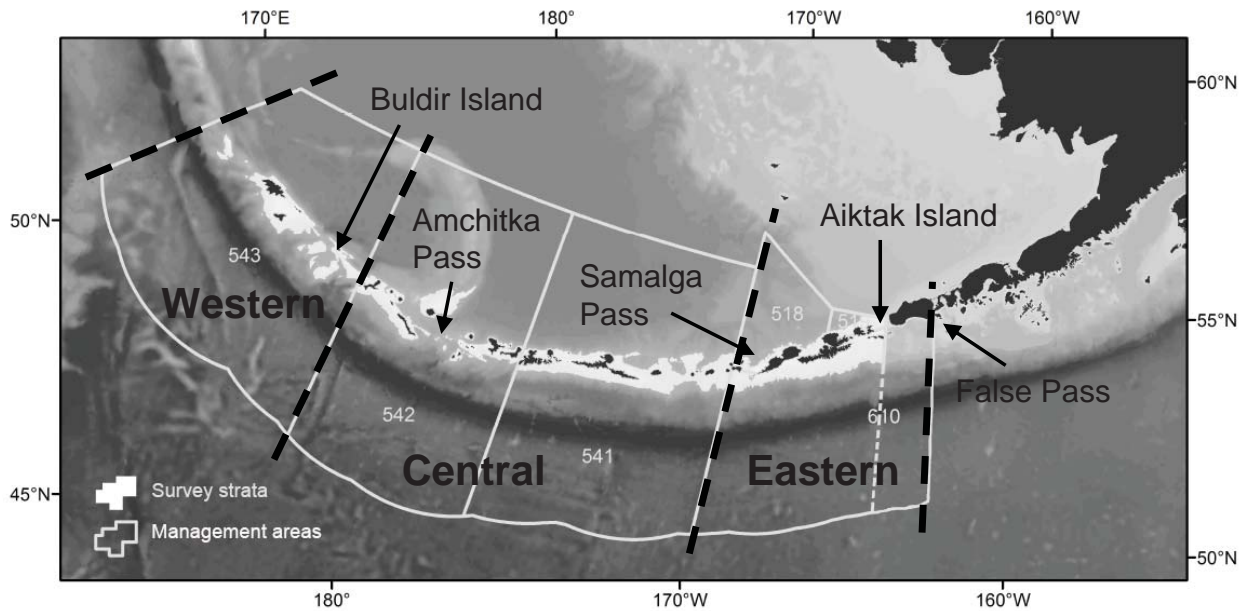 170°E
180°
170°W
160°W
60°N
Buldir Island
50°N
Amchitka
Pass
Aiktak Island
543
Samalga
Pass
518
Western
55°N
False Pass
542
610
Central
541
Eastern
45°N
Survey strata
Management areas
50°N
180°
170°W
160°W